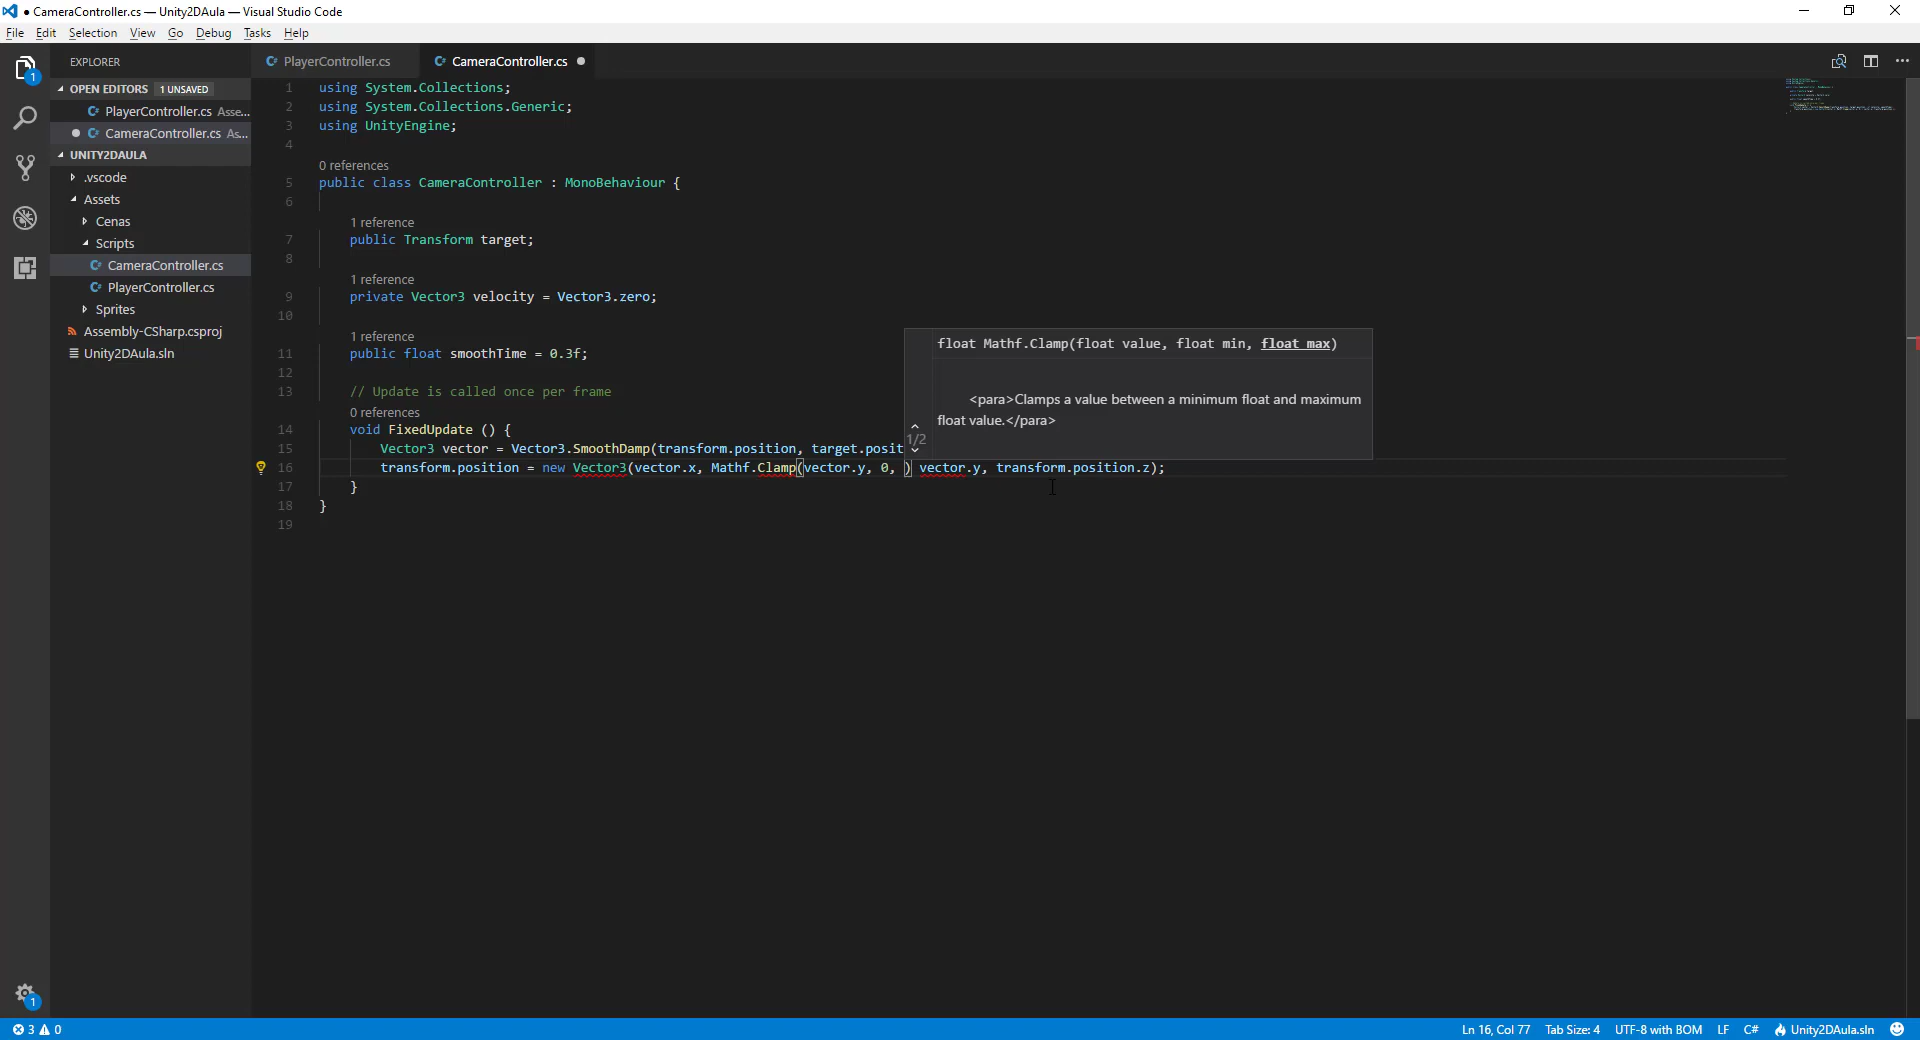 ● CameraController.cs — Unity2DAula — Visual Studio Code
File Edit Selection View Go Debug Tasks Help
EXPLORER
OPEN EDITORS 1 UNSAVED
PlayerController.cs Asse...
CameraController.cs As...
UNITY2DAULA
.vscode
Assets
Cenas
Scripts
CameraController.cs
PlayerController.cs
Sprites
Assembly-CSharp.csproj
Unity2DAula.sln
1
1
PlayerController.cs CameraController.cs
1 using System.Collections;
2 using System.Collections.Generic;
3 using UnityEngine;
4
0 references
5 public class CameraController : MonoBehaviour {
6
1 reference
7 public Transform target;
8
1 reference
9 private Vector3 velocity = Vector3.zero;
10
1 reference
11 public float smoothTime = 0.3f;
12
13 // Update is called once per frame
0 references
14 void FixedUpdate () {
15 Vector3 vector = Vector3.SmoothDamp(transform.position, target.posit
16 transform.position = new Vector3(vector.x, Mathf.Clamp(vector.y, 0, ) vector.y, transform.position.z);
17 }
18 }
19
float Mathf.Clamp(float value, float min, float max)
1/2
<para>Clamps a value between a minimum float and maximum
float value.</para>
3 0 Ln 16, Col 77 Tab Size: 4 UTF-8 with BOM LF C# Unity2DAula.sln